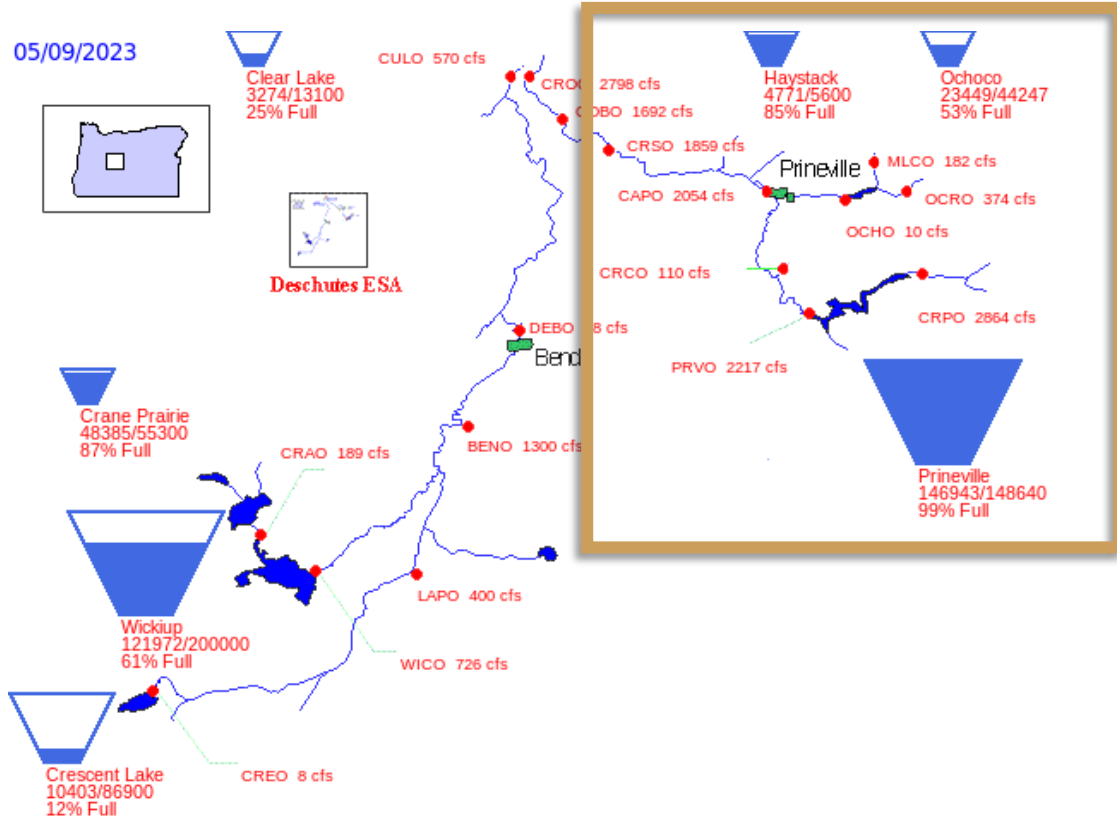 05/09/2023
Clear Lake
3274/13100
25% Full
CULO 570 cfs
2798 cfs
1692 cfs
CRSO 1859 cfs
Haystack
4771/5600
85% Full
Ochoco
23449/44247
53% Full
Prineville
MLCO 182 cfs
CAPO 2054 cfs
OCRO 374 cfs
OCHO 10 cfs
CRCO 110 cfs
CRPO 2864 cfs
PRVO 2217 cfs
Deschutes ESA
DEBO
cfs
Bend
Crane Prairie
48385/55300
87% Full
CRAO 189 cfs
BENO 1300 cfs
Prineville
146943/148640
99% Full
LAPO 400 cfs
Wickiup
121972/200000
61% Full
WICO 726 cfs
CREO 8 cfs
Crescent Lake
10403/86900
12% Full